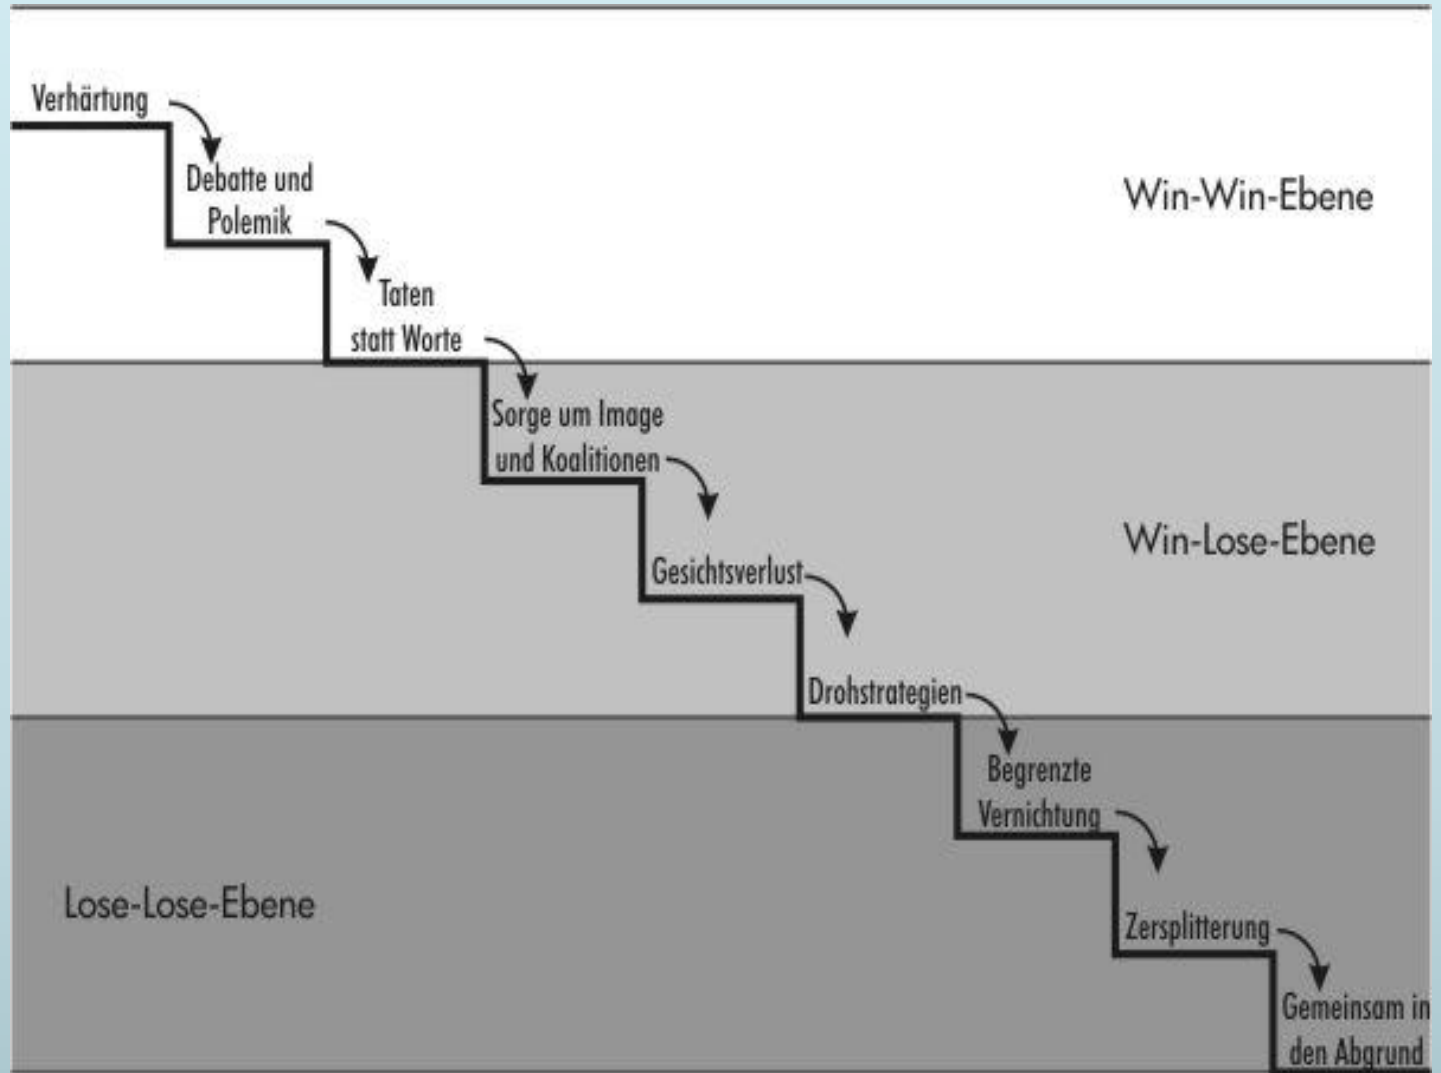 Verhärtung
Debatte und
Polemik
Win-Win-Ebene
Taten
statt Worte
Sorge um Image
und Koalitionen
Win-Lose-Ebene
Gesichtsverlust
Drohstrategien
Begrenzte
Vernichtung
Lose-Lose-Ebene
Zersplitterung
Gemeinsam in
den Abgrund